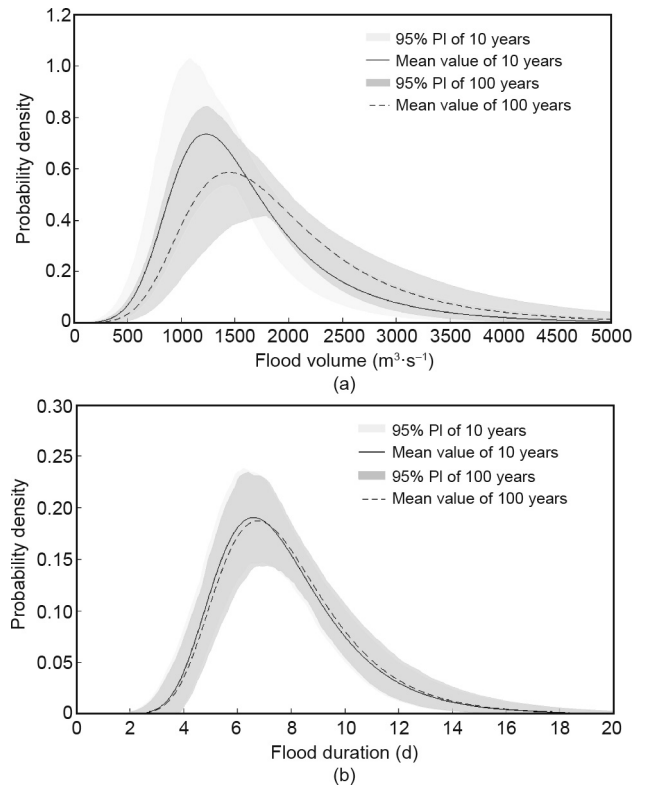 1.2
1.0
0.8
0.6
0.4
0.2
0
Probability density
95% PI of 10 years
Mean value of 10 years
95% PI of 100 years
Mean value of 100 years
0 500 1000 1500 2000 2500 3000 3500 4000 4500 5000
Flood volume (m³·s⁻¹)
(a)
0.30
0.25
0.20
0.15
0.10
0.05
0
Probability density
95% PI of 10 years
Mean value of 10 years
95% PI of 100 years
Mean value of 100 years
0 2 4 6 8 10 12 14 16 18 20
Flood duration (d)
(b)